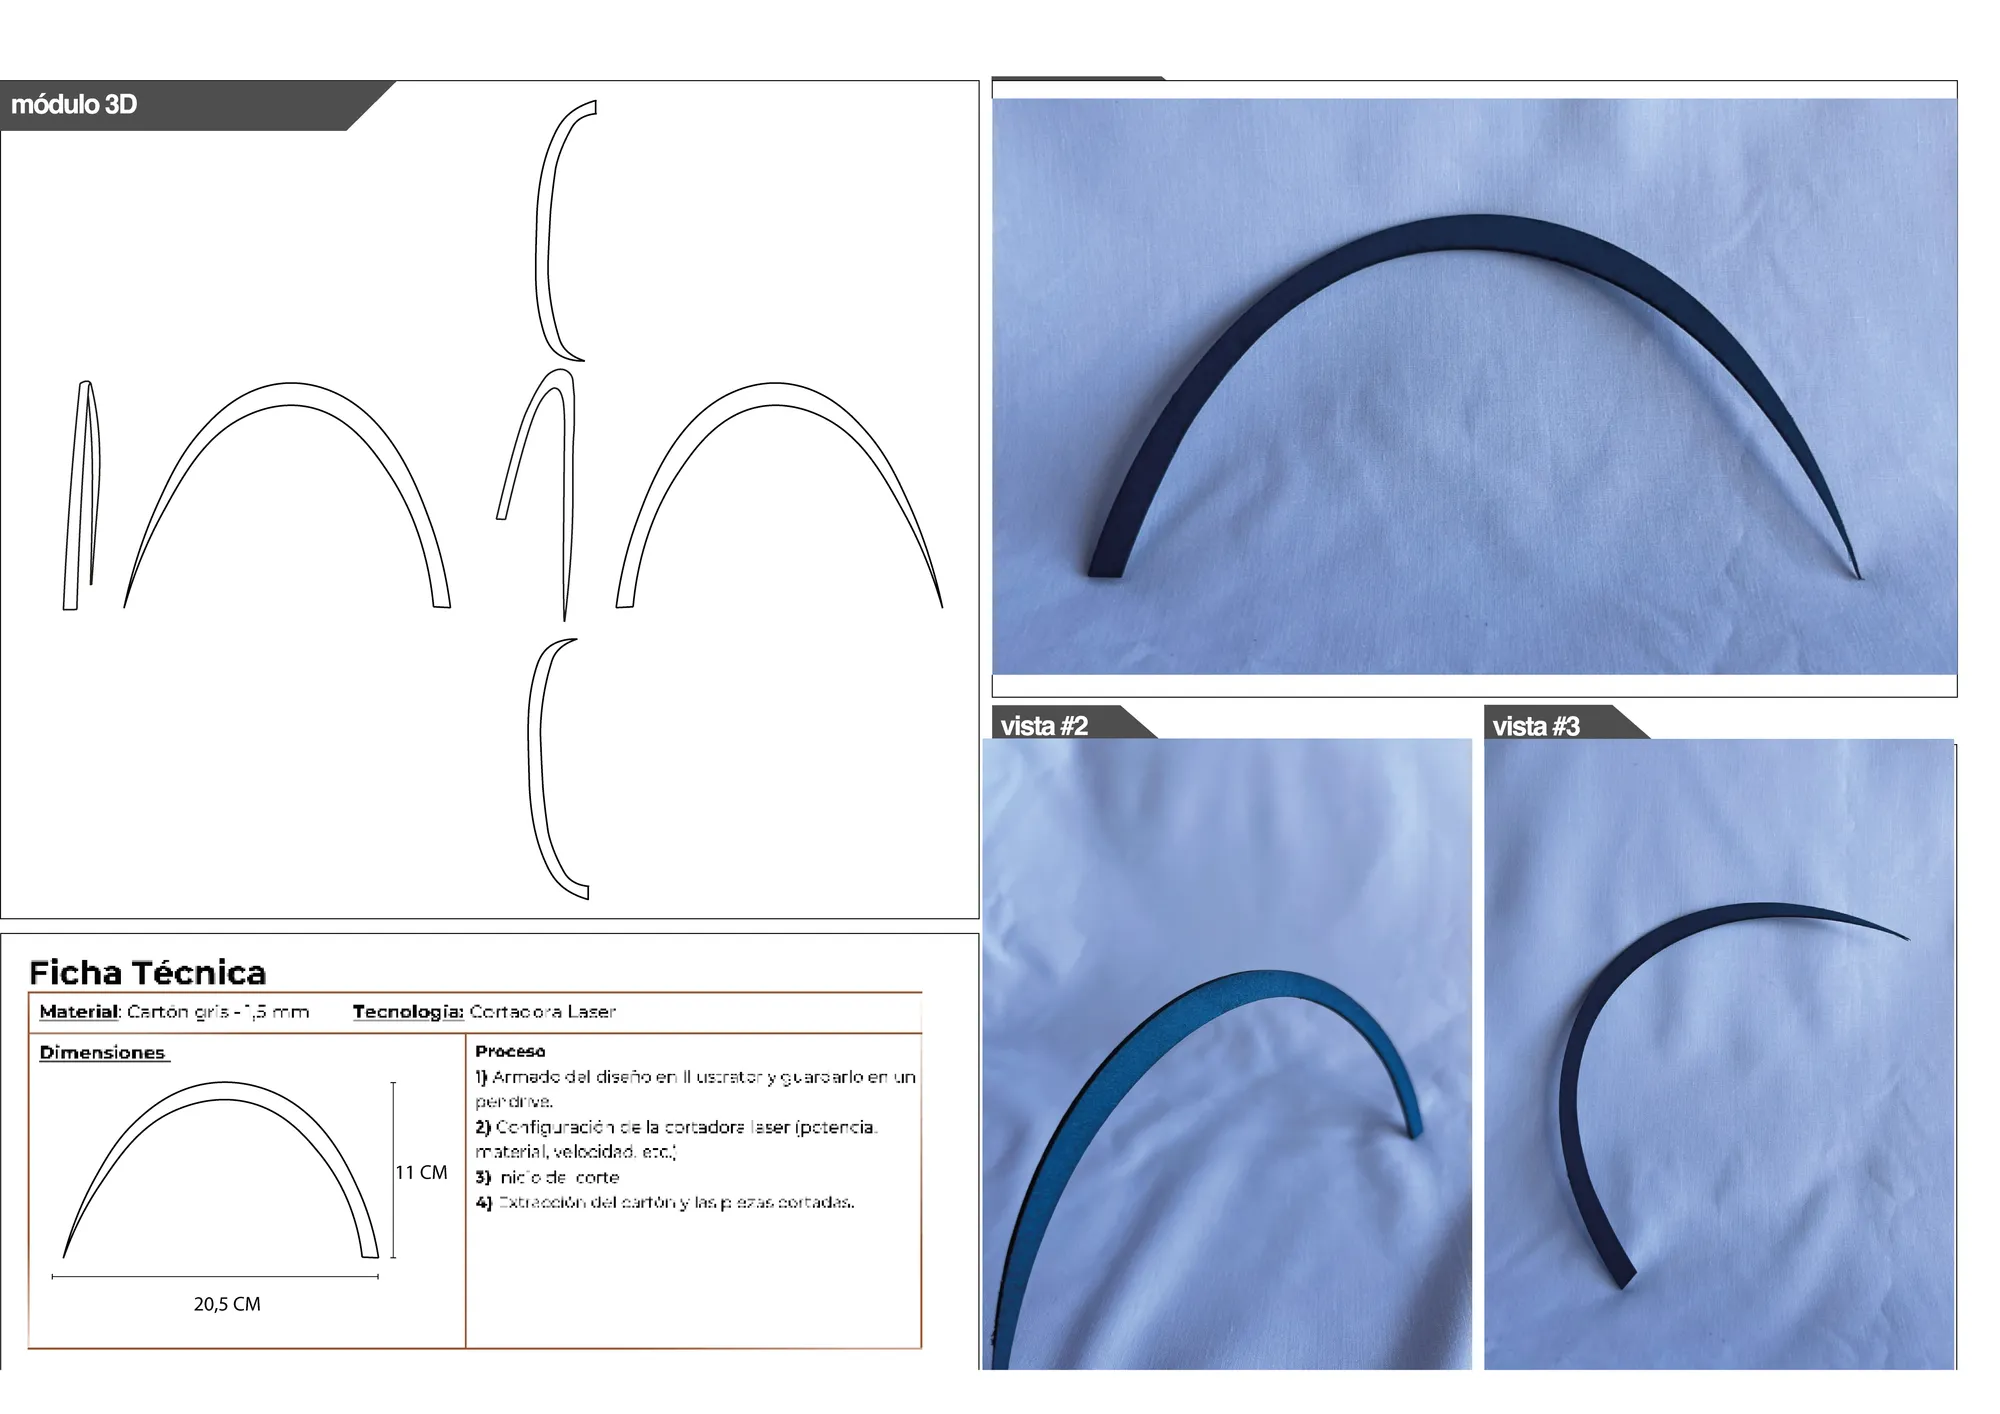 módulo 3D
vista #2
vista #3
Ficha Técnica
Material: Cartón gris - 1,5 mm Tecnología: Cortadora Laser
Dimensiones
11 CM
20,5 CM
Proceso
1) Armado del diseño en Illustrator y guardarlo en un
pendrive.
2) Configuración de la cortadora laser (potencia,
material, velocidad, etc.)
3) Inicio del corte
4) Extracción del cartón y las piezas cortadas.